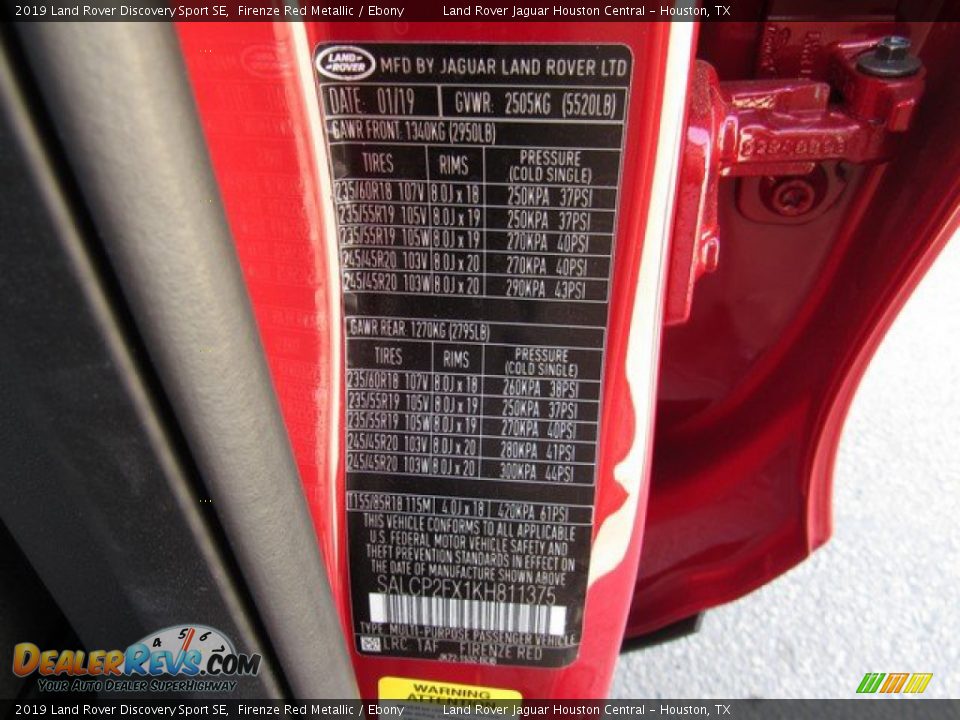 2019 Land Rover Discovery Sport SE, Firenze Red Metallic / Ebony Land Rover Jaguar Houston Central - Houston, TX
LAND ROVER MFD BY JAGUAR LAND ROVER LTD
DATE: 01/19 GVWR: 2505KG (5520LB)
GAWR FRONT: 1340KG (2950LB)
TIRES RIMS PRESSURE (COLD SINGLE)
235/60R18 107V 8.0J x 18 250KPA 37PSI
235/55R19 105V 8.0J x 19 250KPA 37PSI
235/55R19 105W 8.0J x 19 270KPA 40PSI
245/45R20 103V 8.0J x 20 270KPA 40PSI
245/45R20 103W 8.0J x 20 290KPA 43PSI
GAWR REAR: 1270KG (2795LB)
TIRES RIMS PRESSURE (COLD SINGLE)
235/60R18 107V 8.0J x 18 260KPA 38PSI
235/55R19 105V 8.0J x 19 250KPA 37PSI
235/55R19 105W 8.0J x 19 270KPA 40PSI
245/45R20 103V 8.0J x 20 280KPA 41PSI
245/45R20 103W 8.0J x 20 300KPA 44PSI
T155/85R18 115M 4.0J x 18 420KPA 61PSI
THIS VEHICLE CONFORMS TO ALL APPLICABLE
U.S. FEDERAL MOTOR VEHICLE SAFETY AND
THEFT PREVENTION STANDARDS IN EFFECT ON
THE DATE OF MANUFACTURE SHOWN ABOVE
SALCP2FX1KH811375
TYPE: MULTI-PURPOSE PASSENGER VEHICLE
LRC 1AF FIRENZE RED
WARNING
ATTENTION
4 5 6
DEALERREVS.COM
YOUR AUTO DEALER SUPERHIGHWAY
2019 Land Rover Discovery Sport SE, Firenze Red Metallic / Ebony Land Rover Jaguar Houston Central - Houston, TX